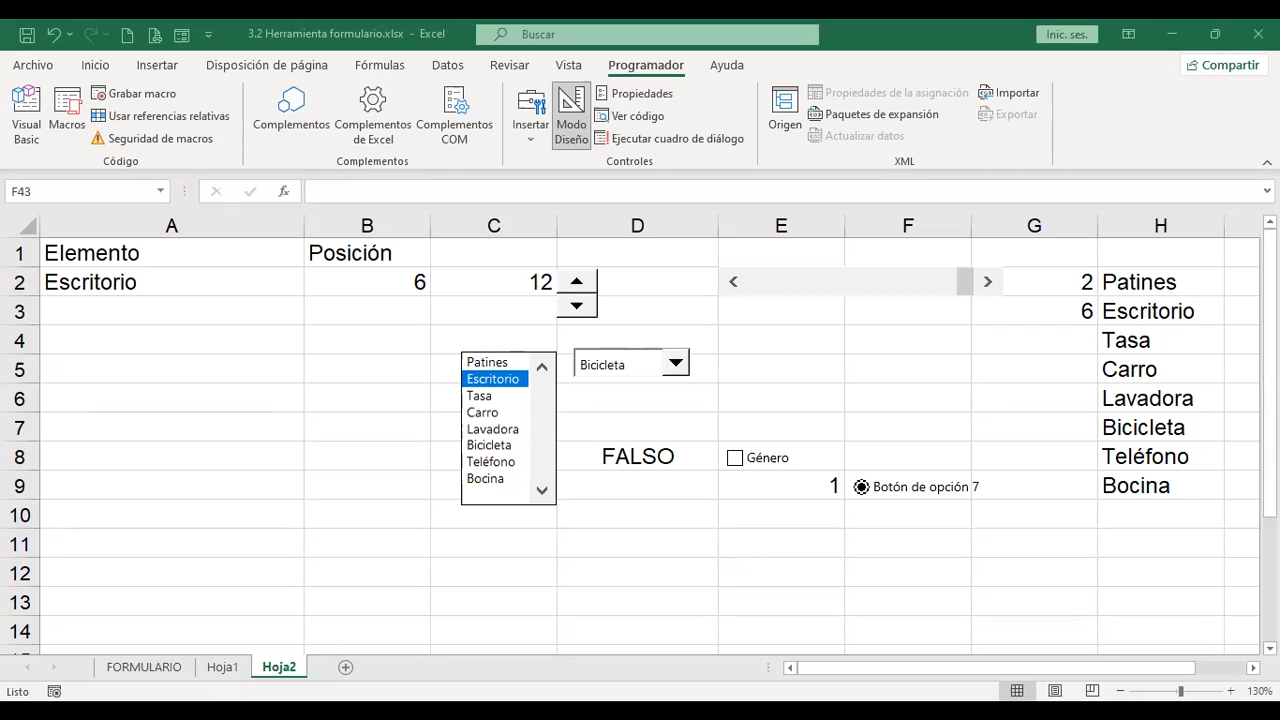 3.2 Herramienta formulario.xlsx - Excel
Buscar
Inic. ses.
Archivo Inicio Insertar Disposición de página Fórmulas Datos Revisar Vista Programador Ayuda
Compartir
Visual Basic
Macros
Grabar macro
Usar referencias relativas
Seguridad de macros
Código
Complementos
Complementos de Excel
Complementos COM
Complementos
Insertar
Modo Diseño
Propiedades
Ver código
Ejecutar cuadro de diálogo
Controles
Origen
Propiedades de la asignación
Paquetes de expansión
Actualizar datos
Importar
Exportar
XML
F43
fx
A B C D E F G H
1 Elemento Posición
2 Escritorio 6 12 2 Patines
3 6 Escritorio
4 Tasa
5 Carro
6 Lavadora
7 Bicicleta
8 FALSO Género Teléfono
9 1 Botón de opción 7 Bocina
10
11
12
13
14
Patines
Escritorio
Tasa
Carro
Lavadora
Bicicleta
Teléfono
Bocina
Bicicleta
FORMULARIO Hoja1 Hoja2
Listo
130%